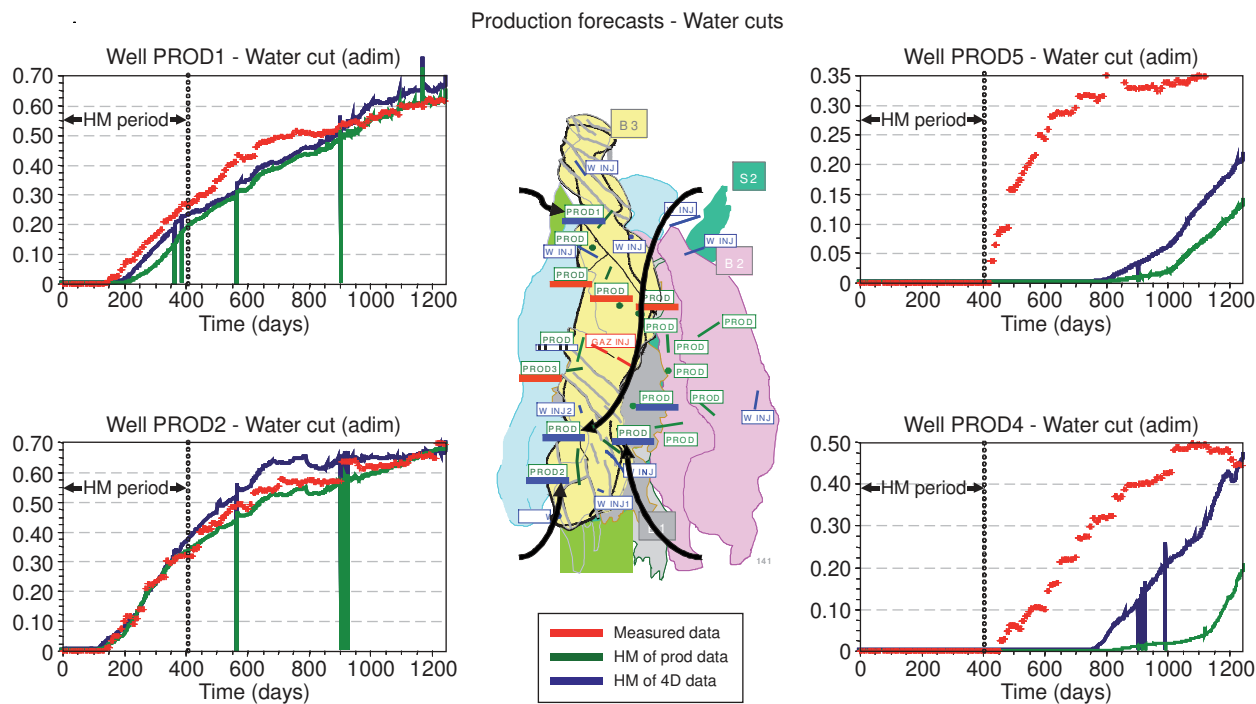 Production forecasts - Water cuts
Well PROD1 - Water cut (adim)
0.70
0.60
0.50
0.40
0.30
0.20
0.10
0
HM period
0 200 400 600 800 1000 1200
Time (days)
Well PROD2 - Water cut (adim)
0.70
0.60
0.50
0.40
0.30
0.20
0.10
0
HM period
0 200 400 600 800 1000 1200
Time (days)
B3
W INJ
S2
PROD1
W INJ
PROD
W INJ
W INJ
W INJ
B2
PROD
PROD
PROD
PROD
PROD
PROD
GAZ INJ
PROD
PROD3
PROD
PROD
W INJ2
PROD
W INJ
PROD
PROD
PROD
PROD2
INJ
W
W INJ1
1
141
Measured data
HM of prod data
HM of 4D data
Well PROD5 - Water cut (adim)
0.35
0.30
0.25
0.20
0.15
0.10
0.05
0
HM period
0 200 400 600 800 1000 1200
Time (days)
Well PROD4 - Water cut (adim)
0.50
0.40
0.30
0.20
0.10
0
HM period
0 200 400 600 800 1000 1200
Time (days)